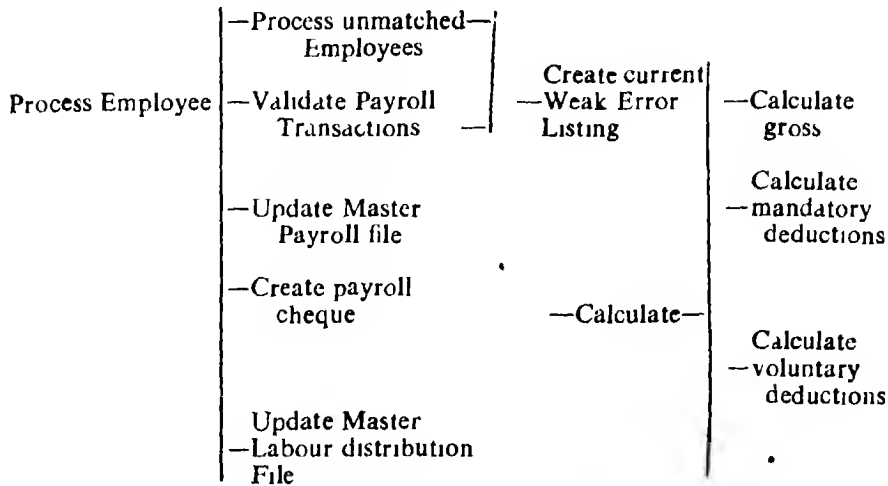 Process Employee
Process unmatched
Employees
Validate Payroll
Transactions
Update Master
Payroll file
Create payroll
cheque
Update Master
Labour distribution
File
Create current
Weak Error
Listing
Calculate
Calculate
gross
Calculate
mandatory
deductions
Calculate
voluntary
deductions